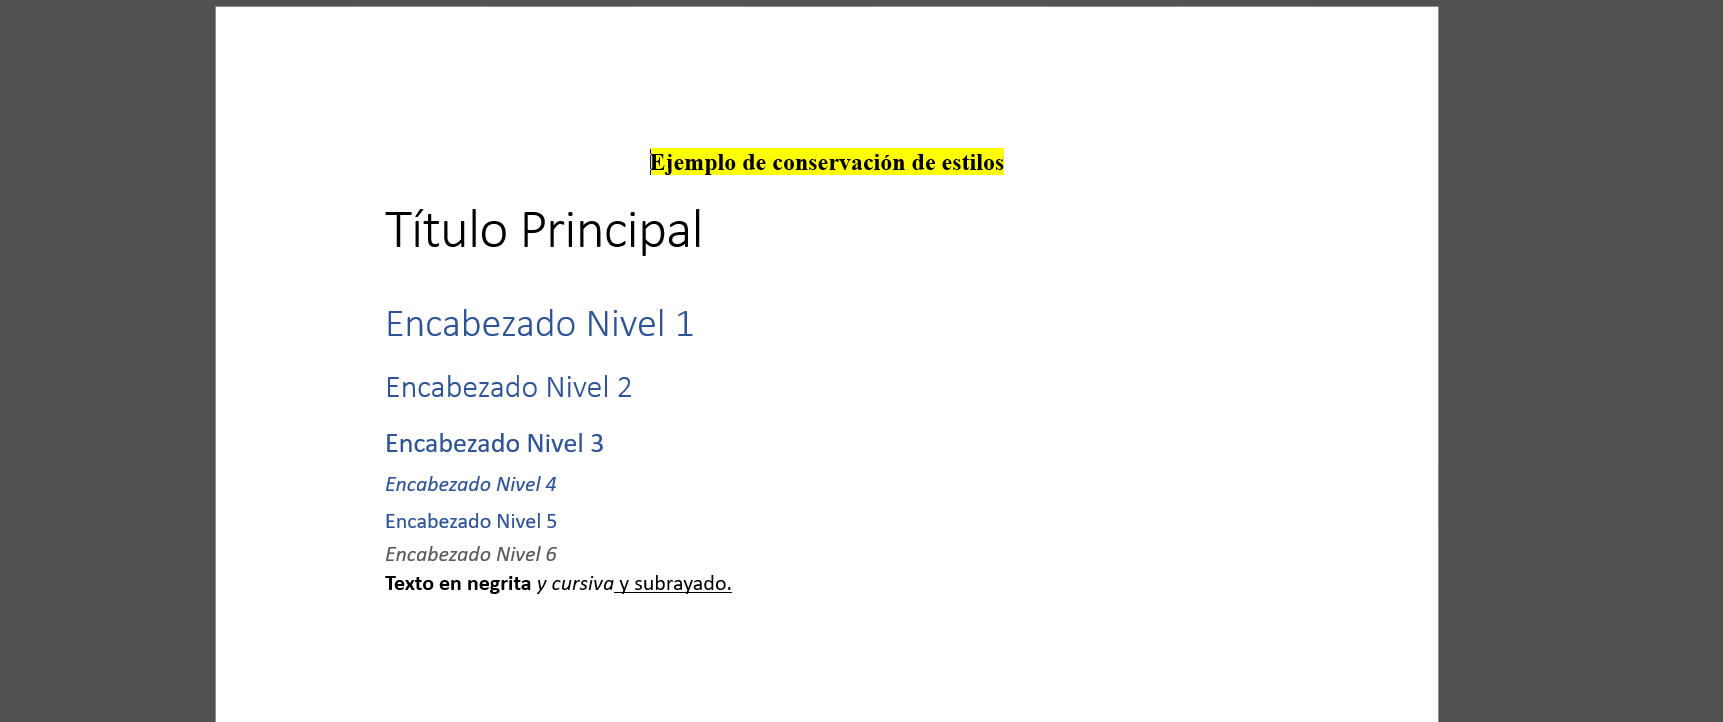 Ejemplo de conservación de estilos
Título Principal
Encabezado Nivel 1
Encabezado Nivel 2
Encabezado Nivel 3
Encabezado Nivel 4
Encabezado Nivel 5
Encabezado Nivel 6
Texto en negrita y cursiva y subrayado.